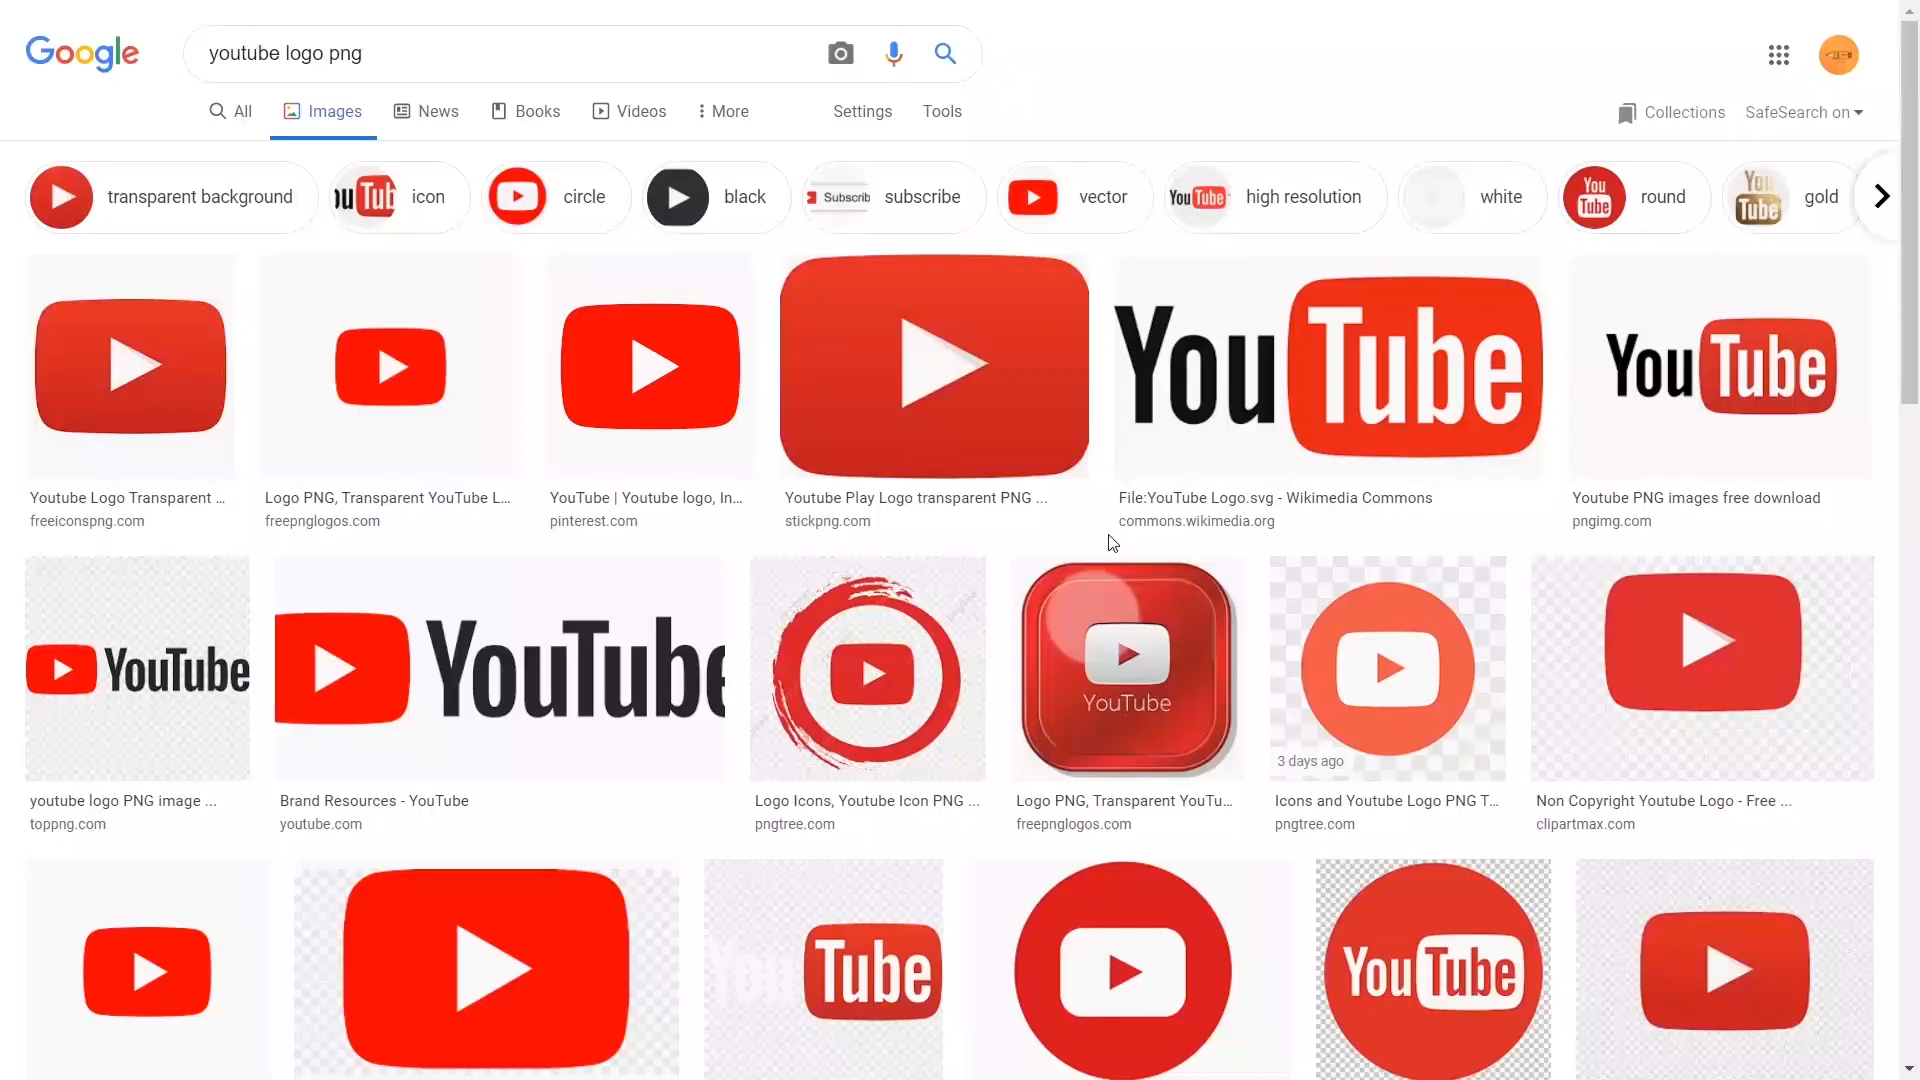 Google
youtube logo png
All
Images
News
Books
Videos
More
Settings
Tools
Collections
SafeSearch on
transparent background
icon
circle
black
Subscrib
subscribe
vector
YouTube
high resolution
white
You
Tube
round
You
Tube
gold
YouTube
YouTube
Youtube Logo Transparent ...
freeiconspng.com
Logo PNG, Transparent YouTube L...
freepnglogos.com
YouTube | Youtube logo, In...
pinterest.com
Youtube Play Logo transparent PNG ...
stickpng.com
File:YouTube Logo.svg - Wikimedia Commons
commons.wikimedia.org
Youtube PNG images free download
pngimg.com
YouTube
YouTube
YouTube
3 days ago
youtube logo PNG image ...
toppng.com
Brand Resources - YouTube
youtube.com
Logo Icons, Youtube Icon PNG ...
pngtree.com
Logo PNG, Transparent YouTu...
freepnglogos.com
Icons and Youtube Logo PNG T...
pngtree.com
Non Copyright Youtube Logo - Free ...
clipartmax.com
YouTube
YouTube